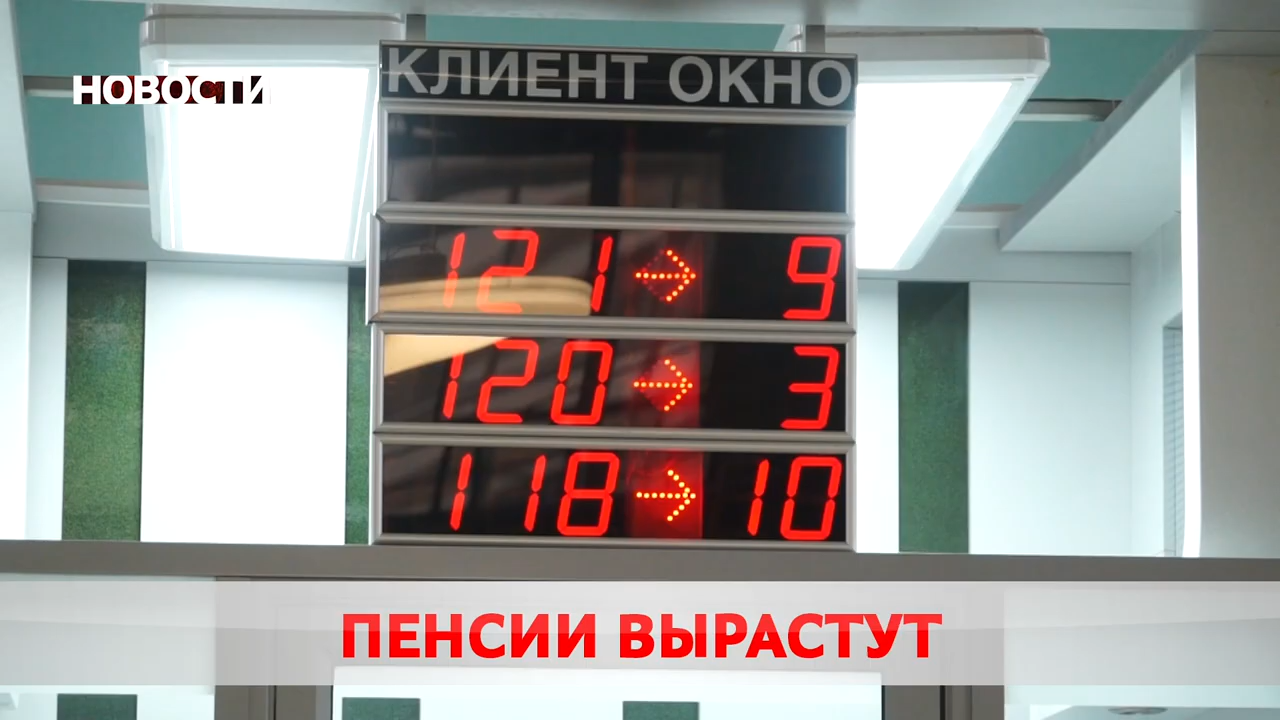 НОВОСТИ
КЛИЕНТ ОКНО
121 → 9
120 → 3
118 → 10
ПЕНСИИ ВЫРАСТУТ